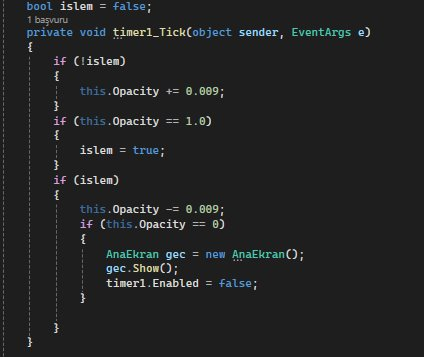 bool islem = false;
1 başvuru
private void timer1_Tick(object sender, EventArgs e)
{
if (!islem)
{
this.Opacity += 0.009;
}
if (this.Opacity == 1.0)
{
islem = true;
}
if (islem)
{
this.Opacity -= 0.009;
if (this.Opacity == 0)
{
AnaEkran gec = new AnaEkran();
gec.Show();
timer1.Enabled = false;
}
}
}